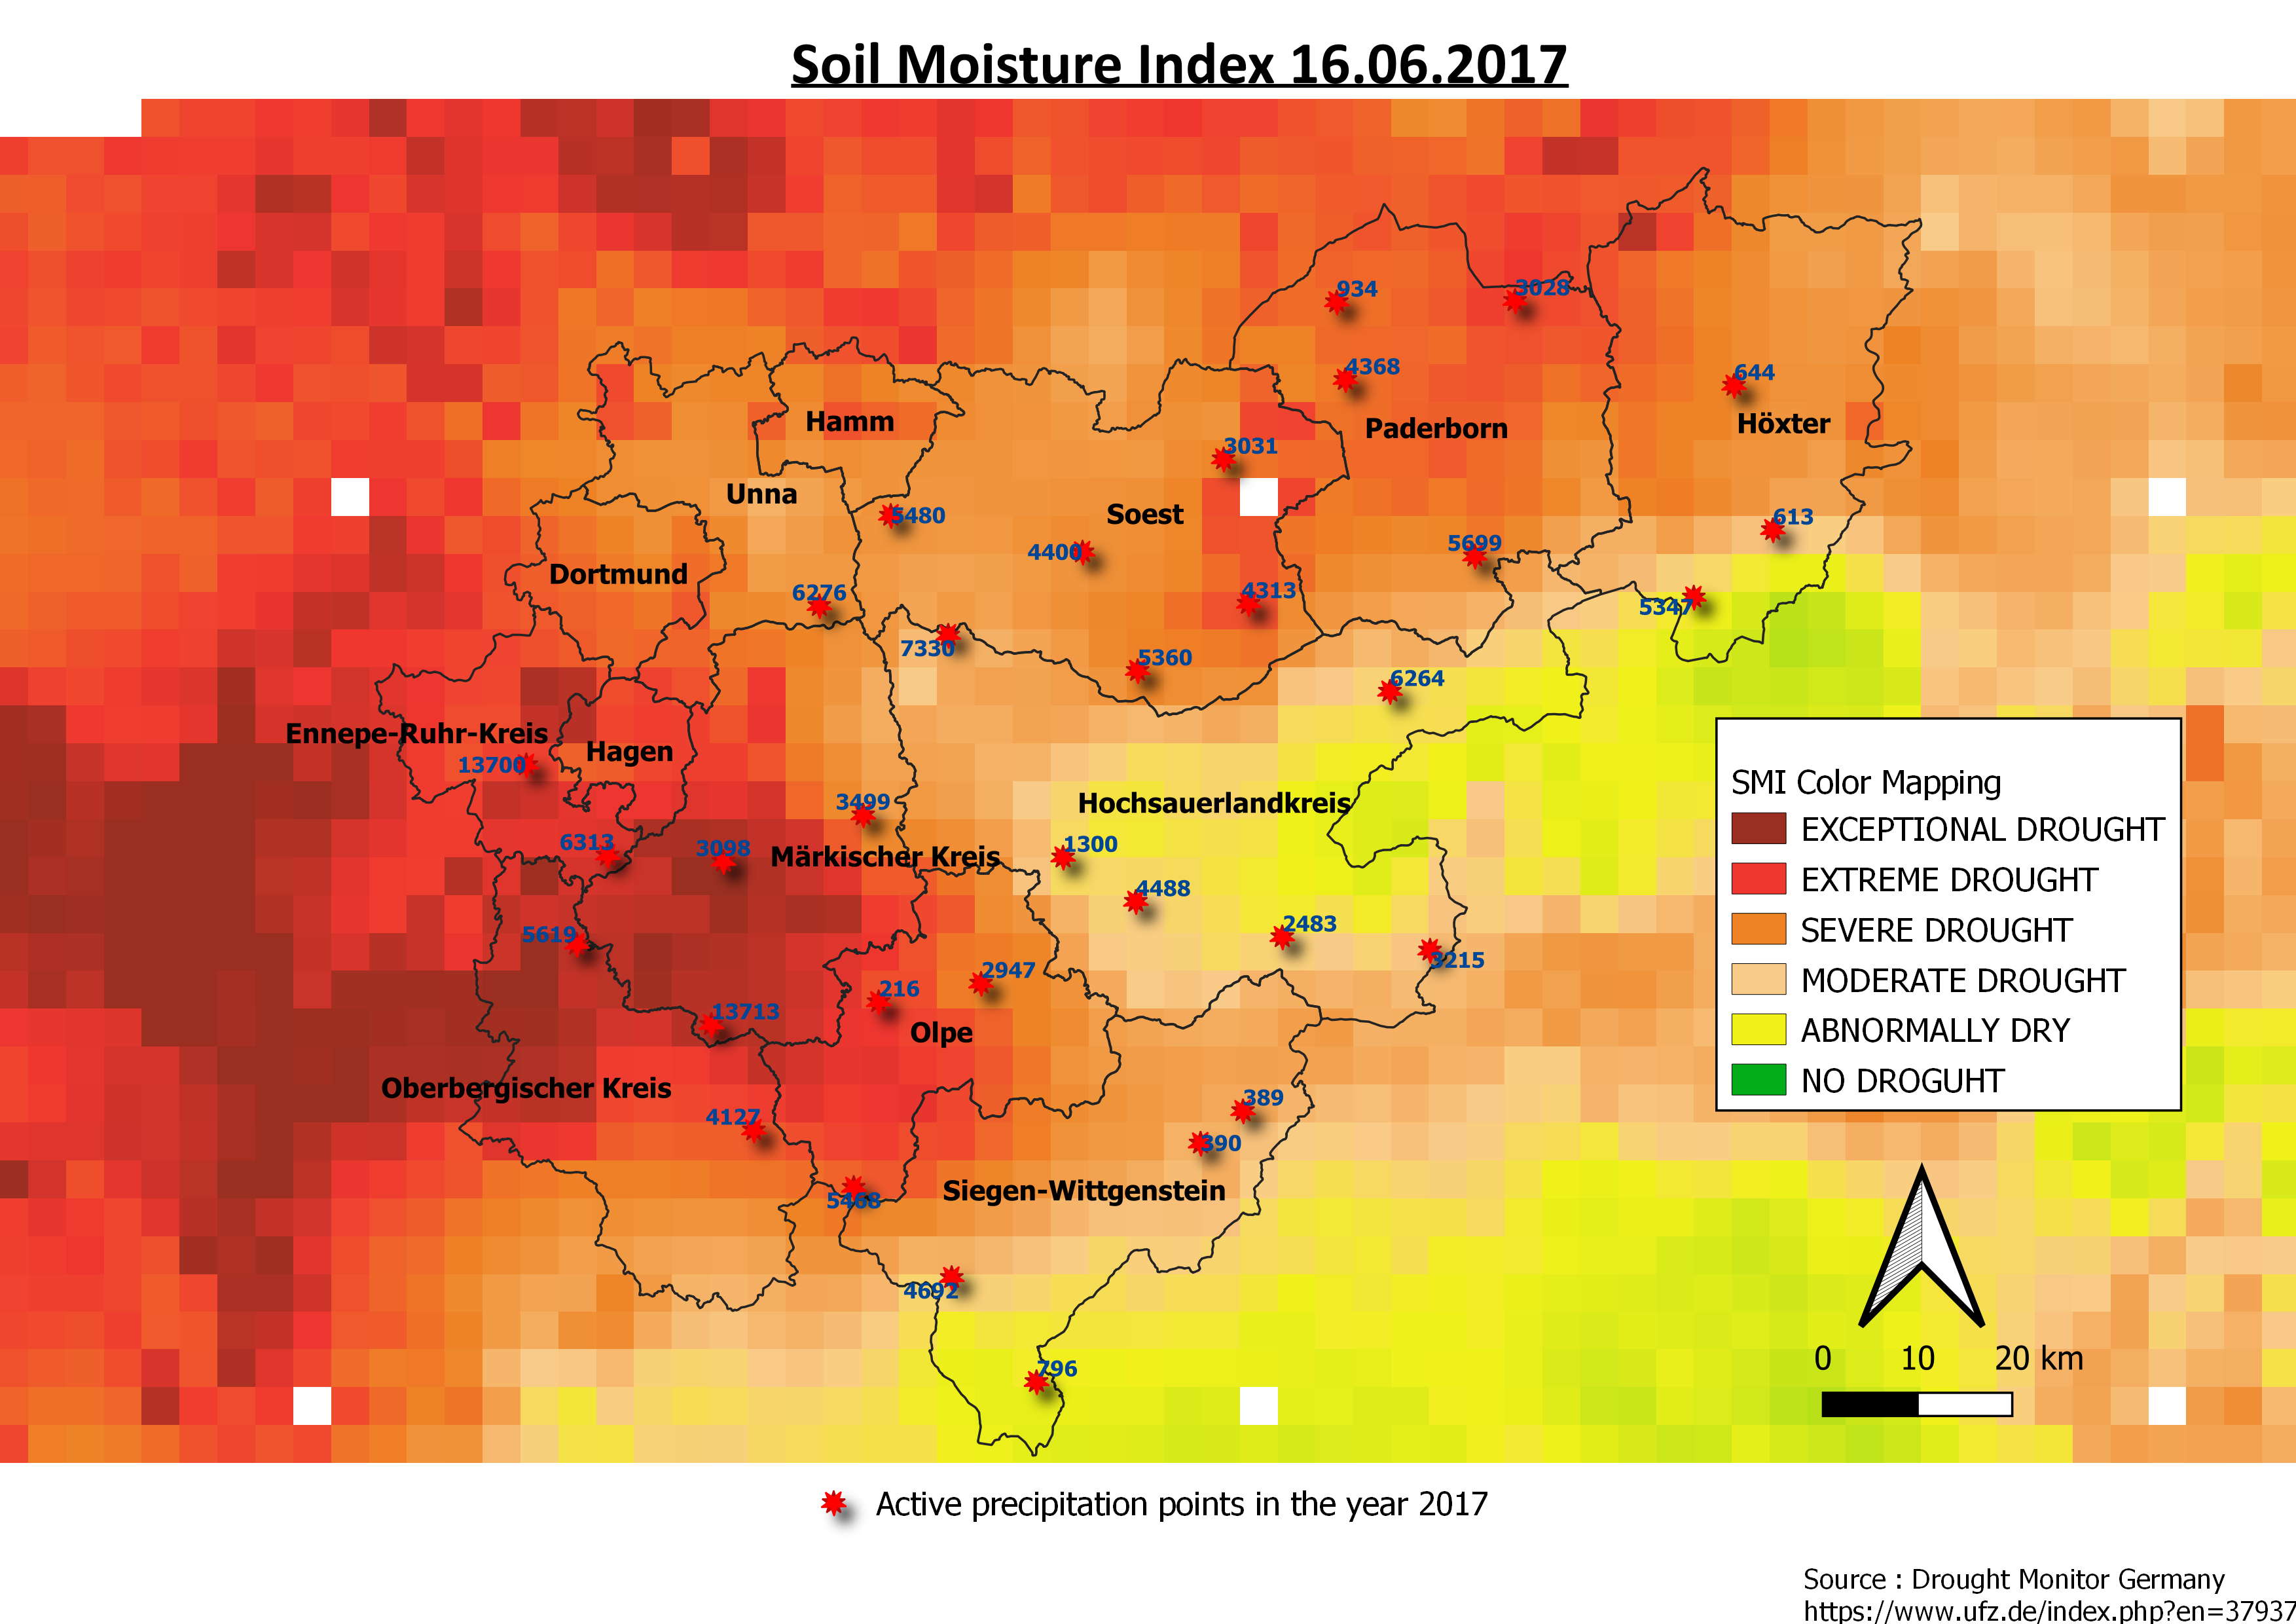 Soil Moisture Index 16.06.2017
934
3028
4368
644
Paderborn
Höxter
Hamm
3031
Unna
5480
Soest
613
4400
5699
Dortmund
6276
4313
5347
7330
5360
6264
Ennepe-Ruhr-Kreis
Hagen
13700
3499
Hochsauerlandkreis
6313
3098
Märkischer Kreis
1300
4488
5619
2483
3215
2947
216
13713
Olpe
Oberbergischer Kreis
4127
389
390
5468
Siegen-Wittgenstein
4692
796
SMI Color Mapping
EXCEPTIONAL DROUGHT
EXTREME DROUGHT
SEVERE DROUGHT
MODERATE DROUGHT
ABNORMALLY DRY
NO DROGUHT
0 10 20 km
Active precipitation points in the year 2017
Source : Drought Monitor Germany
https://www.ufz.de/index.php?en=37937